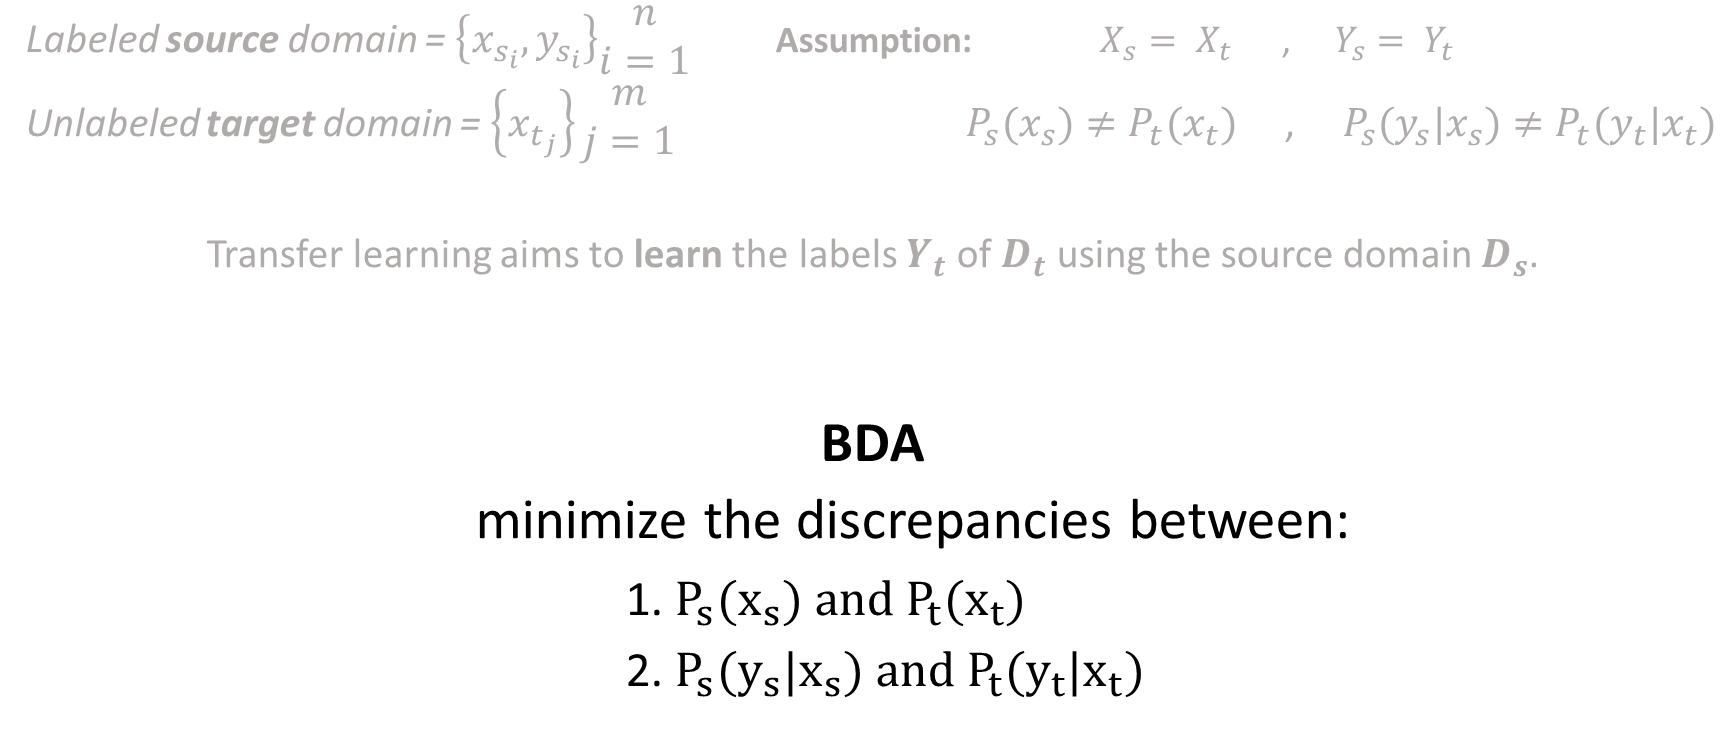 Labeled source domain = {x_{s_i}, y_{s_i}}_{i=1}^{n} Assumption: X_s = X_t , Y_s = Y_t
Unlabeled target domain = {x_{t_j}}_{j=1}^{m} P_s(x_s) ≠ P_t(x_t) , P_s(y_s|x_s) ≠ P_t(y_t|x_t)
Transfer learning aims to learn the labels Y_t of D_t using the source domain D_s.
BDA
minimize the discrepancies between:
1. P_s(x_s) and P_t(x_t)
2. P_s(y_s|x_s) and P_t(y_t|x_t)